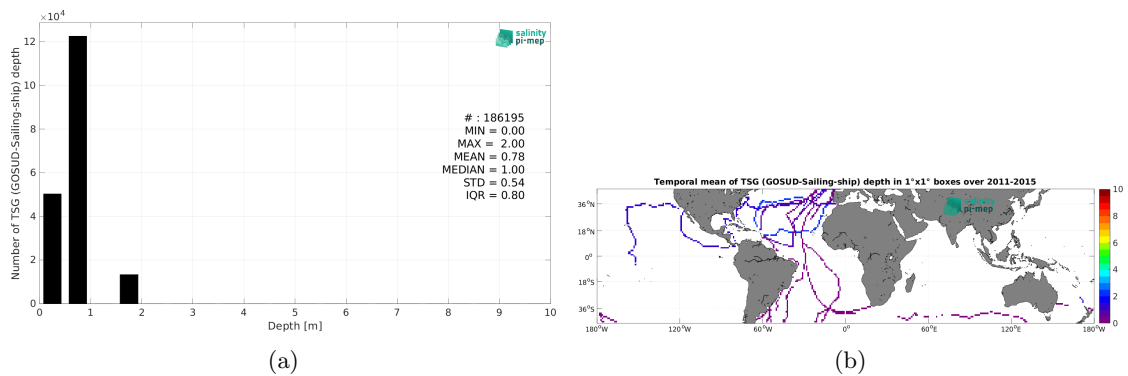 ×10⁴
12
10
8
6
4
2
0
Number of TSG (GOSUD-Sailing-ship) depth
0 1 2 3 4 5 6 7 8 9 10
Depth [m]
salinity
pi-mep
# : 186195
MIN = 0.00
MAX = 2.00
MEAN = 0.78
MEDIAN = 1.00
STD = 0.54
IQR = 0.80
(a)
Temporal mean of TSG (GOSUD-Sailing-ship) depth in 1°x1° boxes over 2011-2015
salinity
pi-mep
36°N
18°N
0°
18°S
36°S
180°W 120°W 60°W 0° 60°E 120°E 180°W
10
8
6
4
2
0
(b)